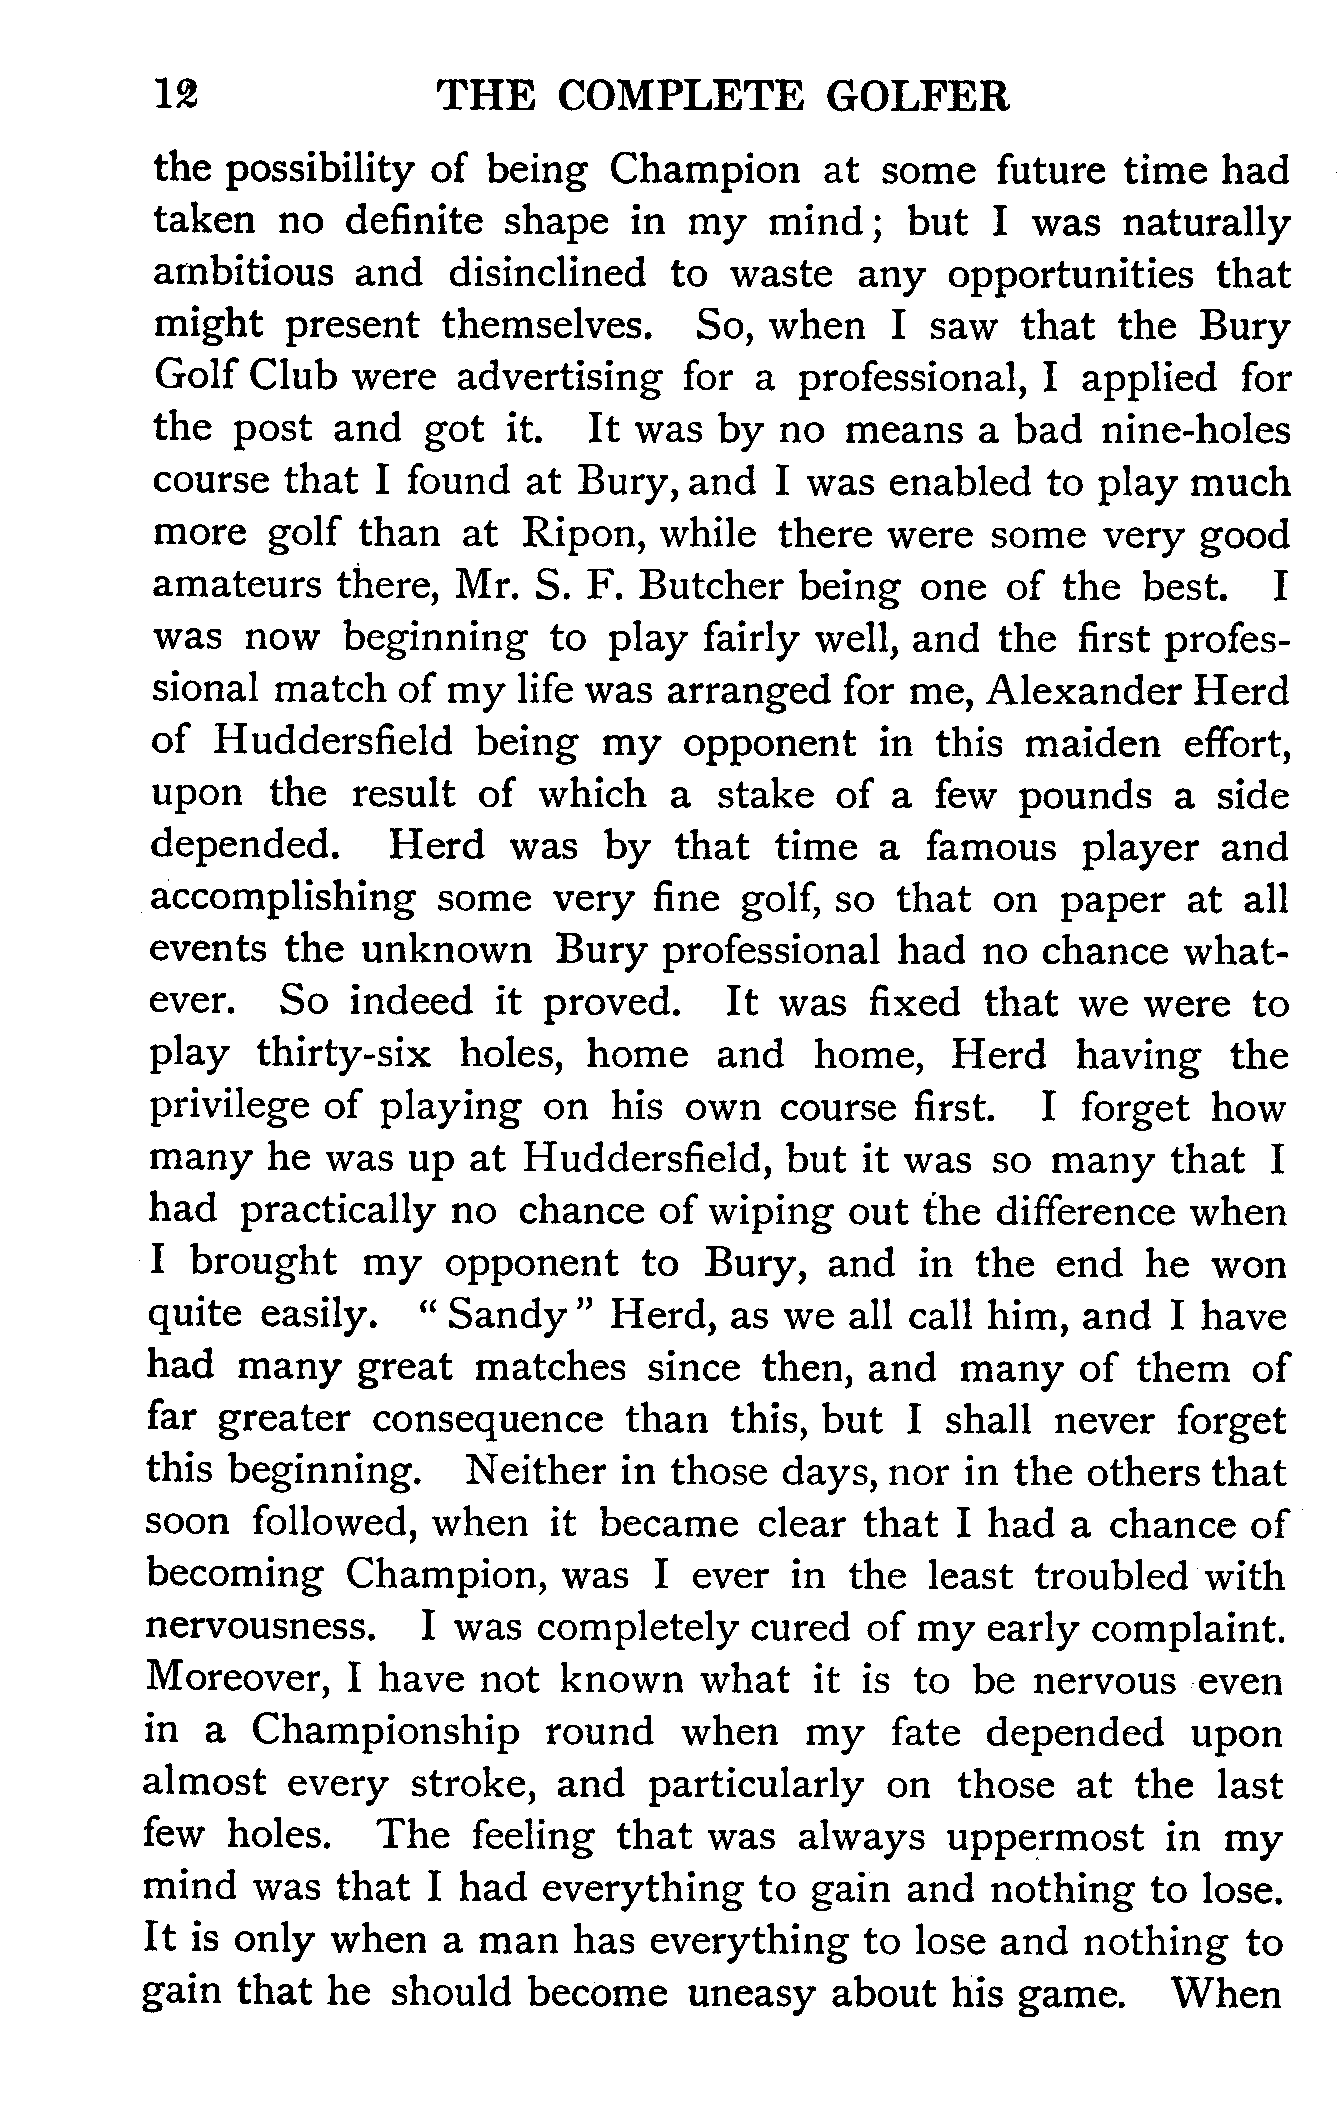 12 THE COMPLETE GOLFER
the possibility of being Champion at some future time had
taken no definite shape in my mind; but I was naturally
ambitious and disinclined to waste any opportunities that
might present themselves. So, when I saw that the Bury
Golf Club were advertising for a professional, I applied for
the post and got it. It was by no means a bad nine-holes
course that I found at Bury, and I was enabled to play much
more golf than at Ripon, while there were some very good
amateurs there, Mr. S. F. Butcher being one of the best. I
was now beginning to play fairly well, and the first profes-
sional match of my life was arranged for me, Alexander Herd
of Huddersfield being my opponent in this maiden effort,
upon the result of which a stake of a few pounds a side
depended. Herd was by that time a famous player and
accomplishing some very fine golf, so that on paper at all
events the unknown Bury professional had no chance what-
ever. So indeed it proved. It was fixed that we were to
play thirty-six holes, home and home, Herd having the
privilege of playing on his own course first. I forget how
many he was up at Huddersfield, but it was so many that I
had practically no chance of wiping out the difference when
I brought my opponent to Bury, and in the end he won
quite easily. “ Sandy ” Herd, as we all call him, and I have
had many great matches since then, and many of them of
far greater consequence than this, but I shall never forget
this beginning. Neither in those days, nor in the others that
soon followed, when it became clear that I had a chance of
becoming Champion, was I ever in the least troubled with
nervousness. I was completely cured of my early complaint.
Moreover, I have not known what it is to be nervous even
in a Championship round when my fate depended upon
almost every stroke, and particularly on those at the last
few holes. The feeling that was always uppermost in my
mind was that I had everything to gain and nothing to lose.
It is only when a man has everything to lose and nothing to
gain that he should become uneasy about his game. When